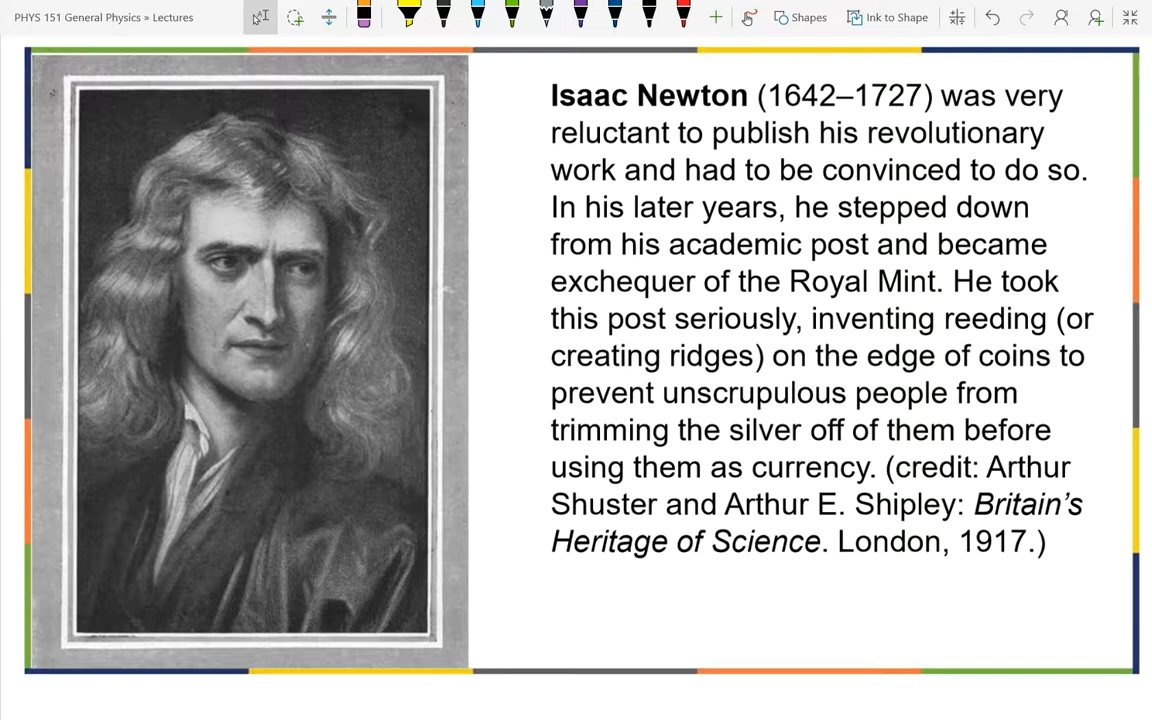 PHYS 151 General Physics » Lectures
Shapes
Ink to Shape
Isaac Newton (1642–1727) was very
reluctant to publish his revolutionary
work and had to be convinced to do so.
In his later years, he stepped down
from his academic post and became
exchequer of the Royal Mint. He took
this post seriously, inventing reeding (or
creating ridges) on the edge of coins to
prevent unscrupulous people from
trimming the silver off of them before
using them as currency. (credit: Arthur
Shuster and Arthur E. Shipley: Britain’s
Heritage of Science. London, 1917.)